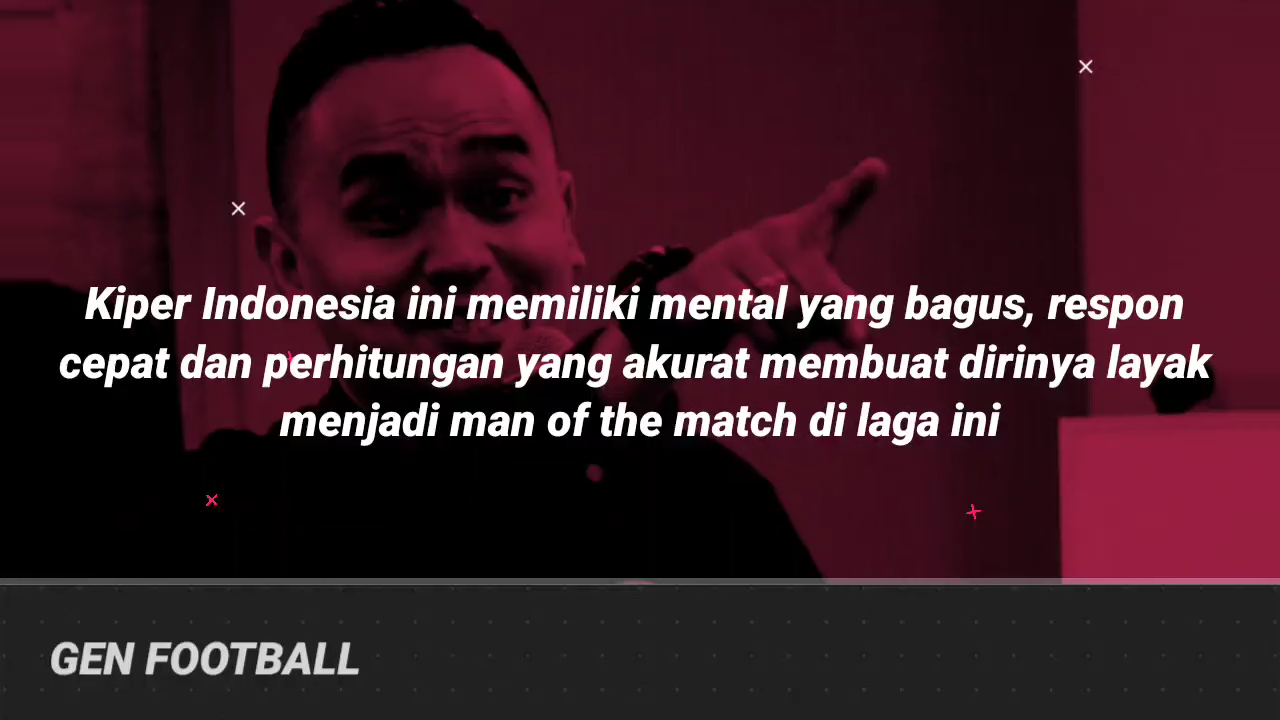 Kiper Indonesia ini memiliki mental yang bagus, respon
cepat dan perhitungan yang akurat membuat dirinya layak
menjadi man of the match di laga ini
GEN FOOTBALL